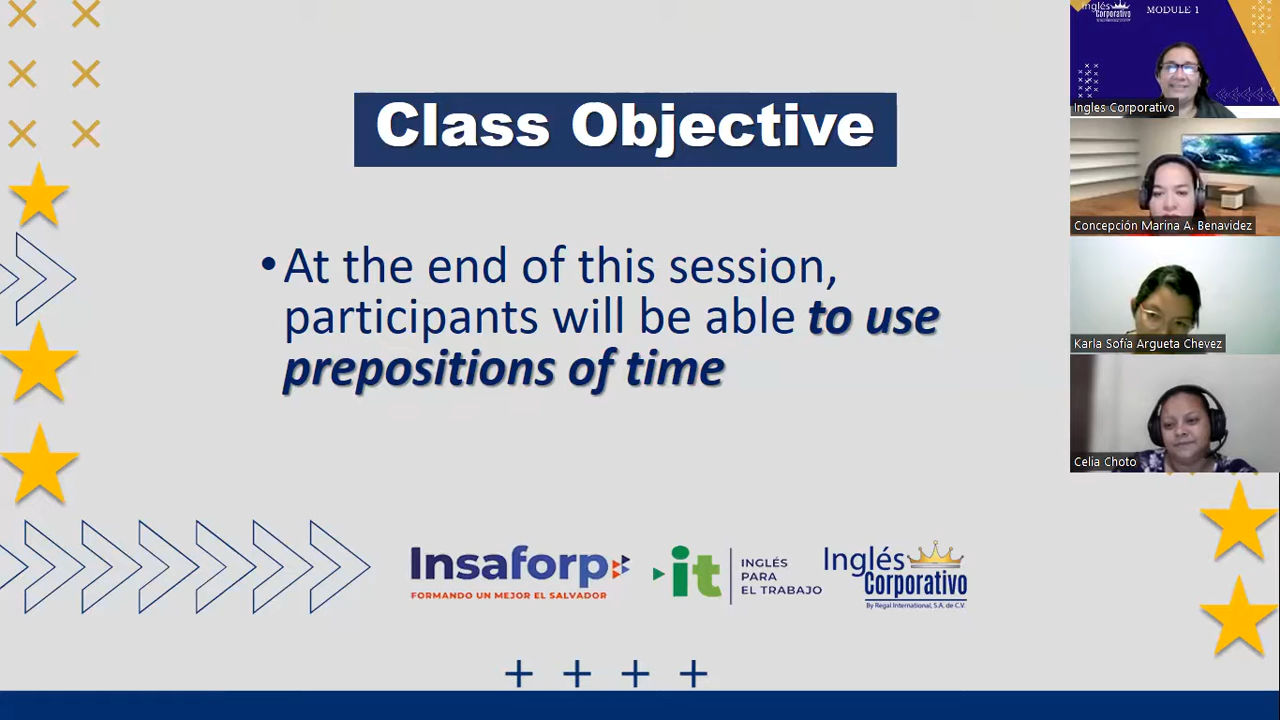 Class Objective
•At the end of this session,
participants will be able to use
prepositions of time
Insaforp
FORMANDO UN MEJOR EL SALVADOR
it
INGLÉS
PARA
EL TRABAJO
Inglés
Corporativo
By Regal International, S.A. de C.V.
Inglés
Corporativo
MODULE 1
Ingles Corporativo
Concepción Marina A. Benavidez
Karla Sofía Argueta Chevez
Celia Choto